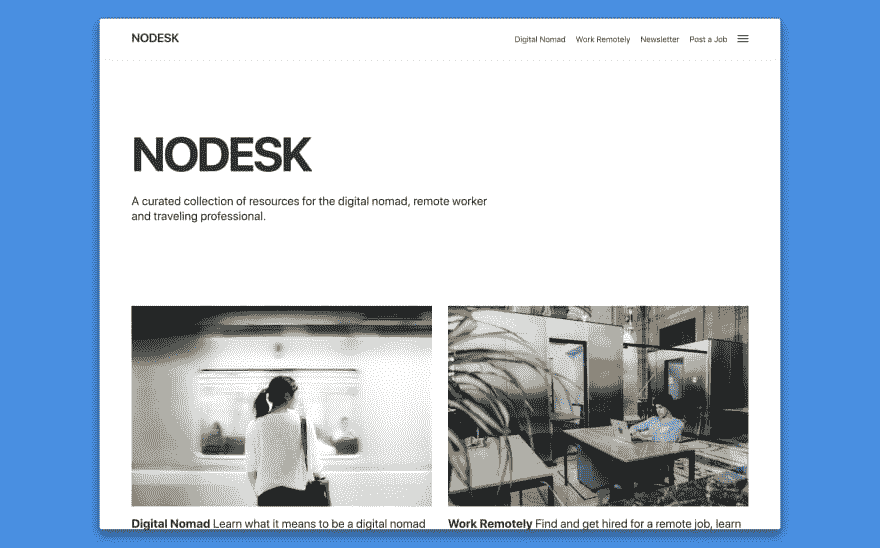 NODESK
Digital Nomad Work Remotely Newsletter Post a Job
NODESK
A curated collection of resources for the digital nomad, remote worker
and traveling professional.
Digital Nomad Learn what it means to be a digital nomad
Work Remotely Find and get hired for a remote job, learn